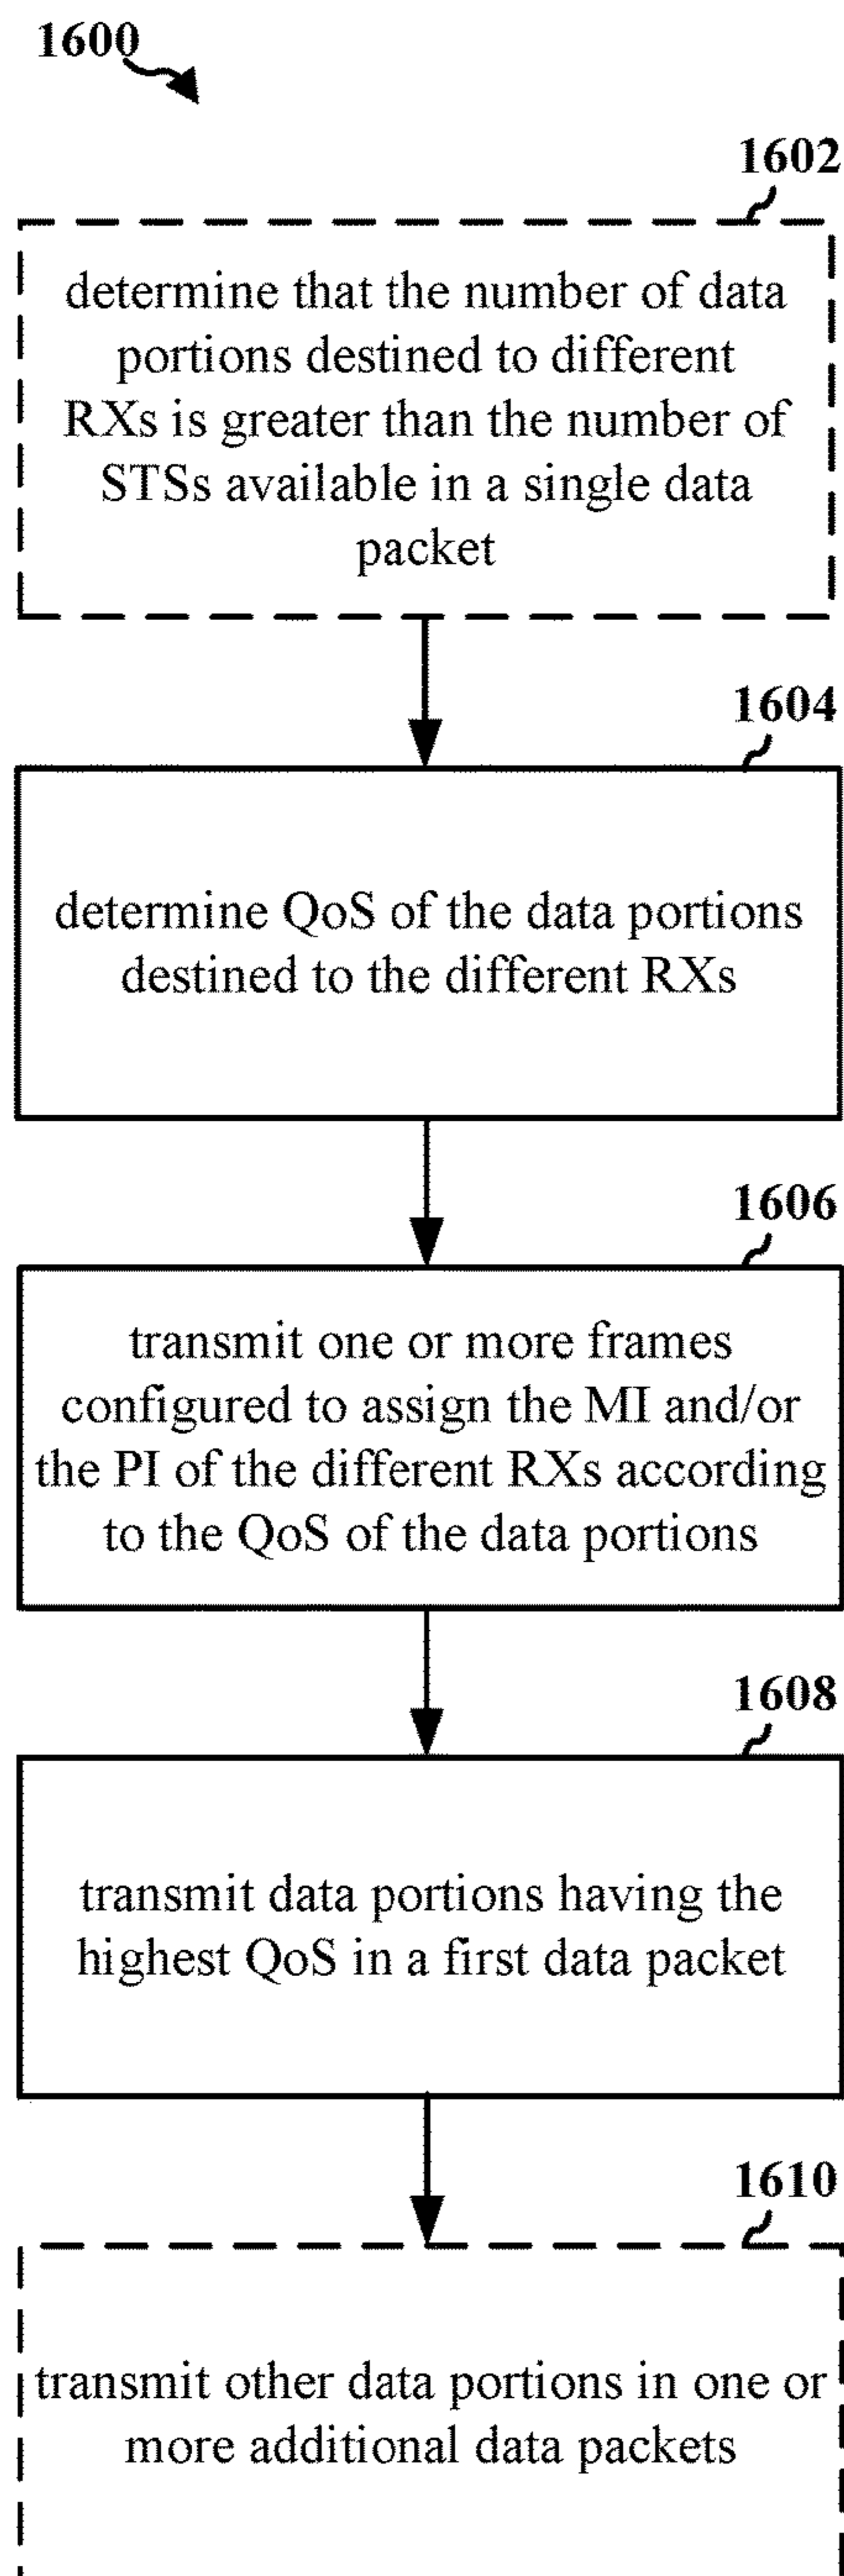 1600
1602
determine that the number of data
portions destined to different
RXs is greater than the number of
STSs available in a single data
packet
1604
determine QoS of the data portions
destined to the different RXs
1606
transmit one or more frames
configured to assign the MI and/or
the PI of the different RXs according
to the QoS of the data portions
1608
transmit data portions having the
highest QoS in a first data packet
1610
transmit other data portions in one or
more additional data packets